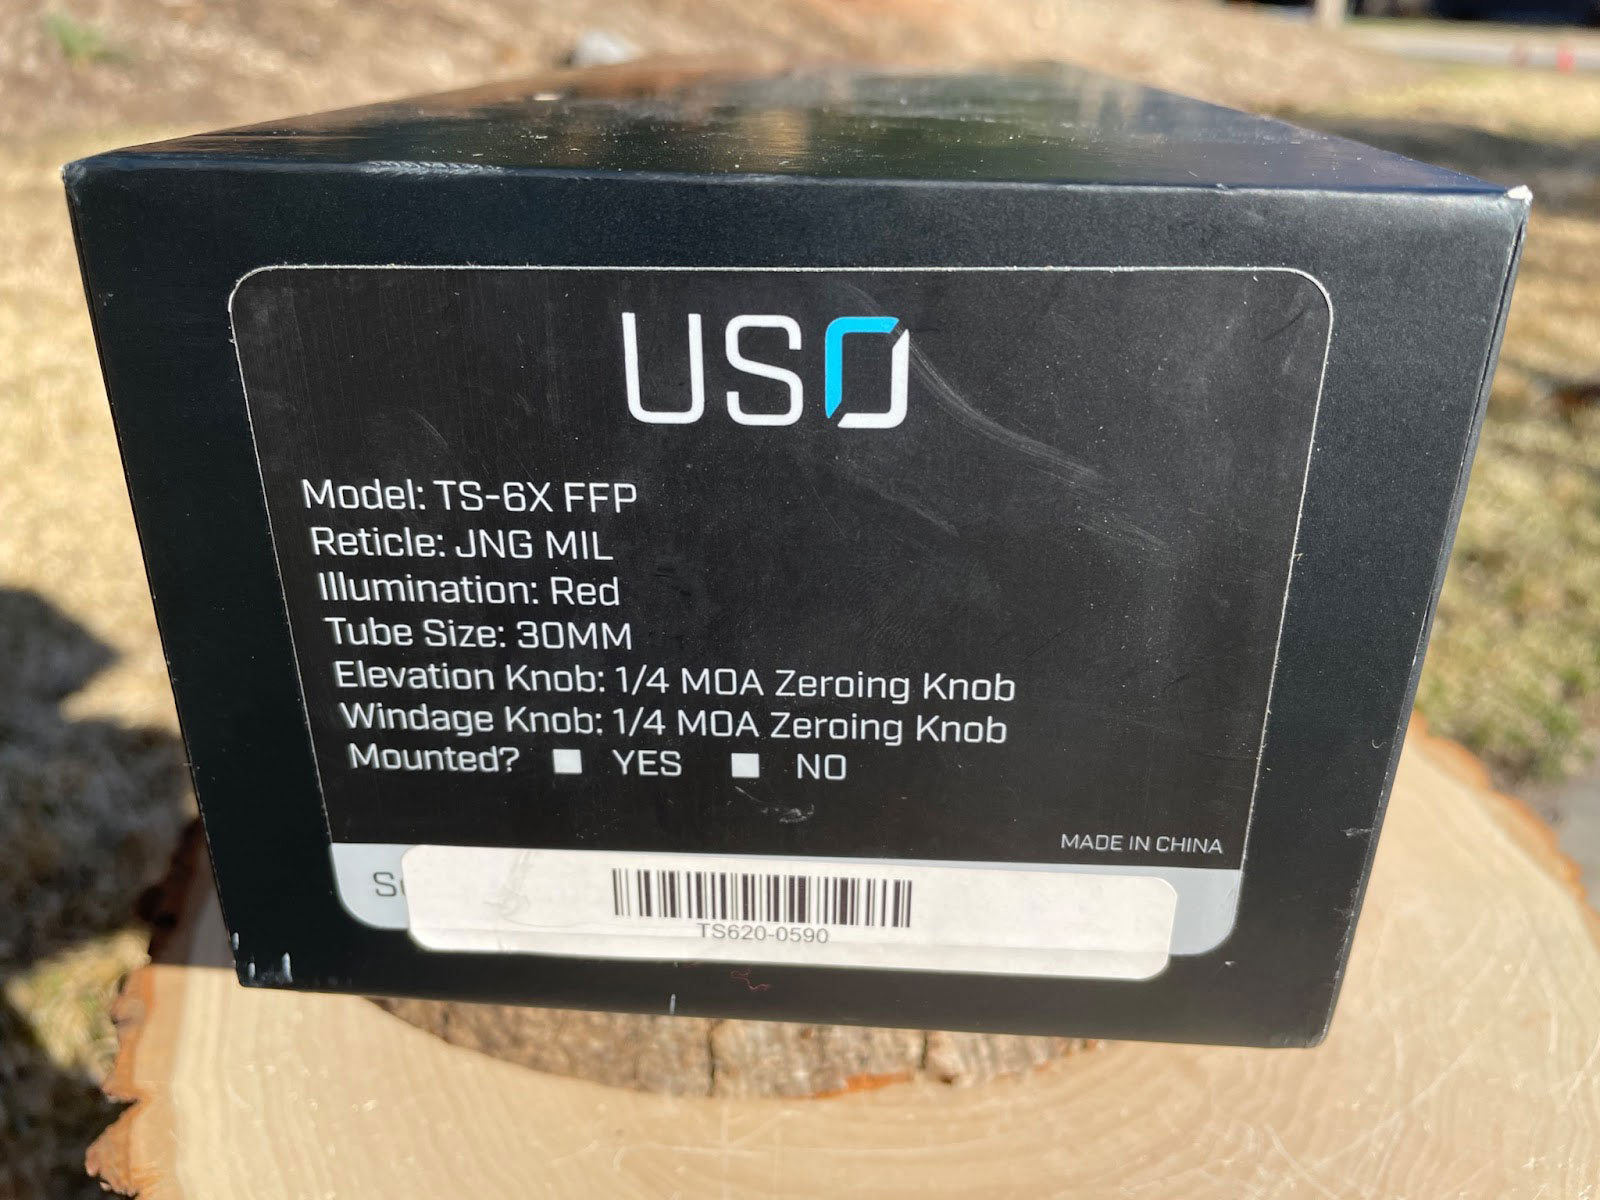 USO
Model: TS-6X FFP
Reticle: JNG MIL
Illumination: Red
Tube Size: 30MM
Elevation Knob: 1/4 MOA Zeroing Knob
Windage Knob: 1/4 MOA Zeroing Knob
Mounted? YES NO
MADE IN CHINA
TS620-0590